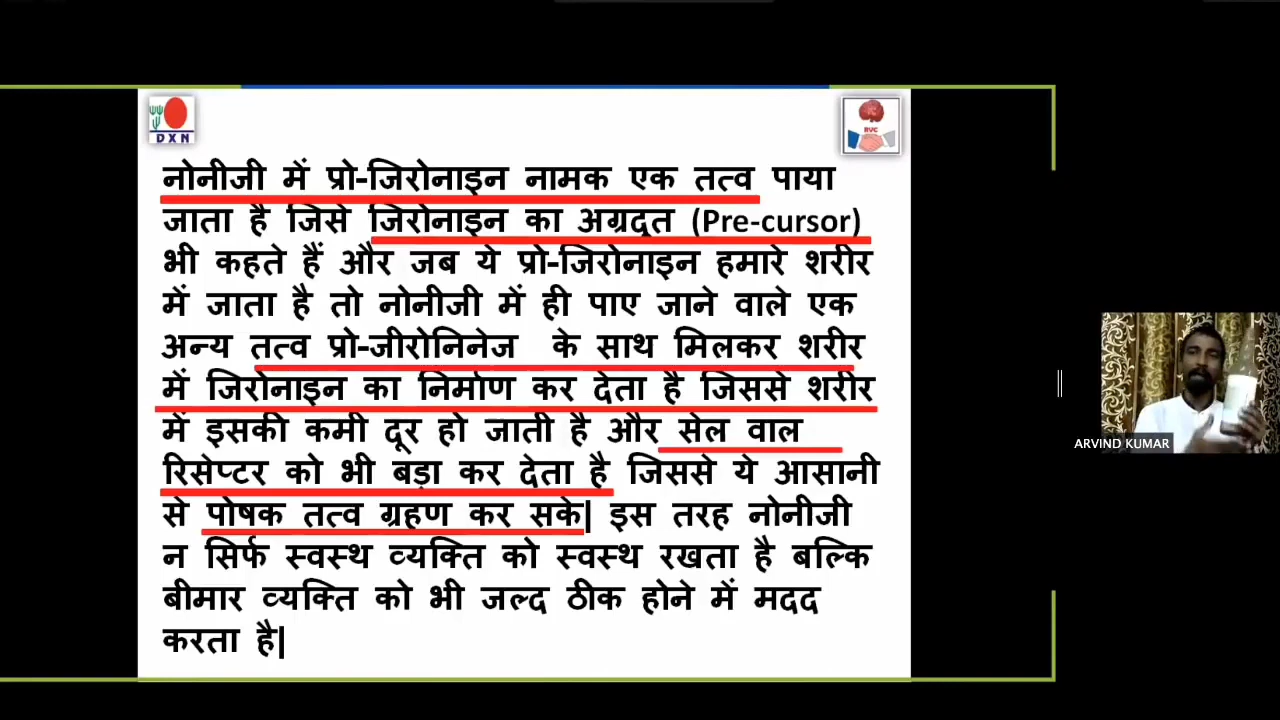 DXN
RVC
नोनीजी में प्रो-जिरोनाइन नामक एक तत्व पाया
जाता है जिसे जिरोनाइन का अग्रदूत (Pre-cursor)
भी कहते हैं और जब ये प्रो-जिरोनाइन हमारे शरीर
में जाता है तो नोनीजी में ही पाए जाने वाले एक
अन्य तत्व प्रो-जीरोनिनेज के साथ मिलकर शरीर
में जिरोनाइन का निर्माण कर देता है जिससे शरीर
में इसकी कमी दूर हो जाती है और सेल वाल
रिसेप्टर को भी बड़ा कर देता है जिससे ये आसानी
से पोषक तत्व ग्रहण कर सके| इस तरह नोनीजी
न सिर्फ स्वस्थ व्यक्ति को स्वस्थ रखता है बल्कि
बीमार व्यक्ति को भी जल्द ठीक होने में मदद
करता है|
ARVIND KUMAR